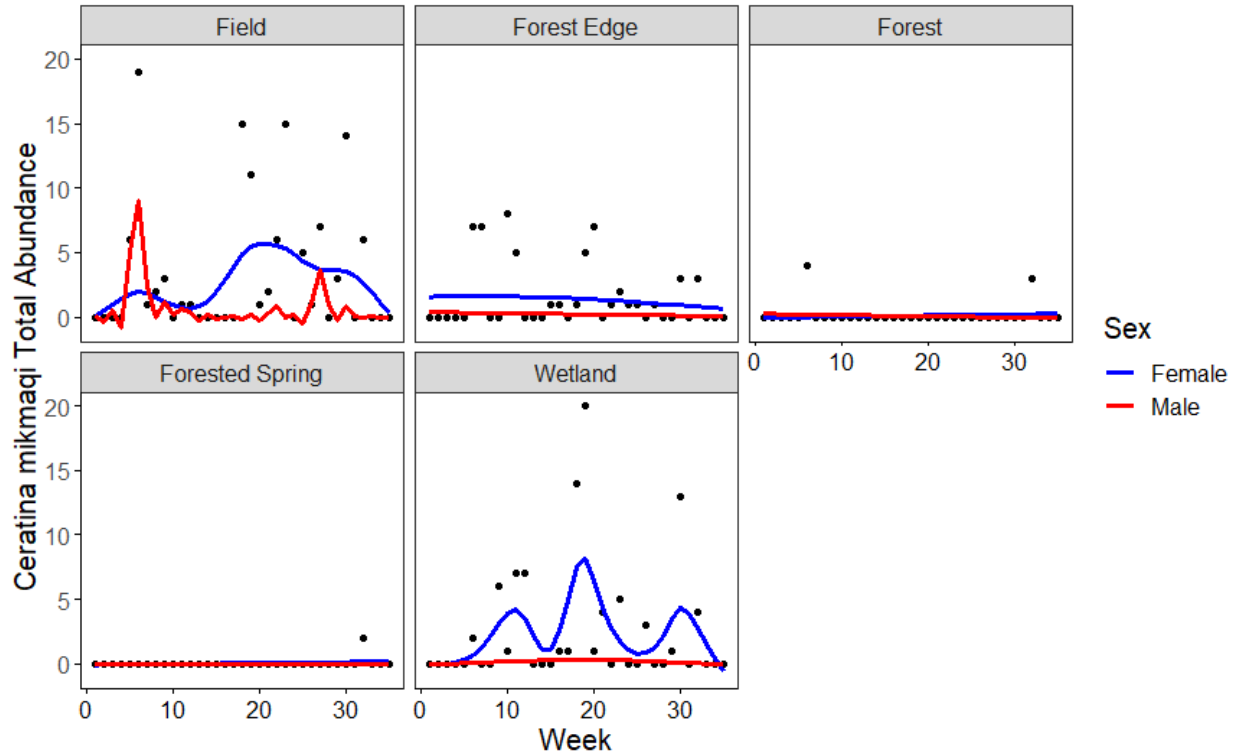 Field
Forest Edge
Forest
20
15
10
5
0
0
10
20
30
Forested Spring
Wetland
20
15
10
5
0
0
10
20
30
0
10
20
30
Ceratina mikmaqi Total Abundance
Week
Sex
Female
Male